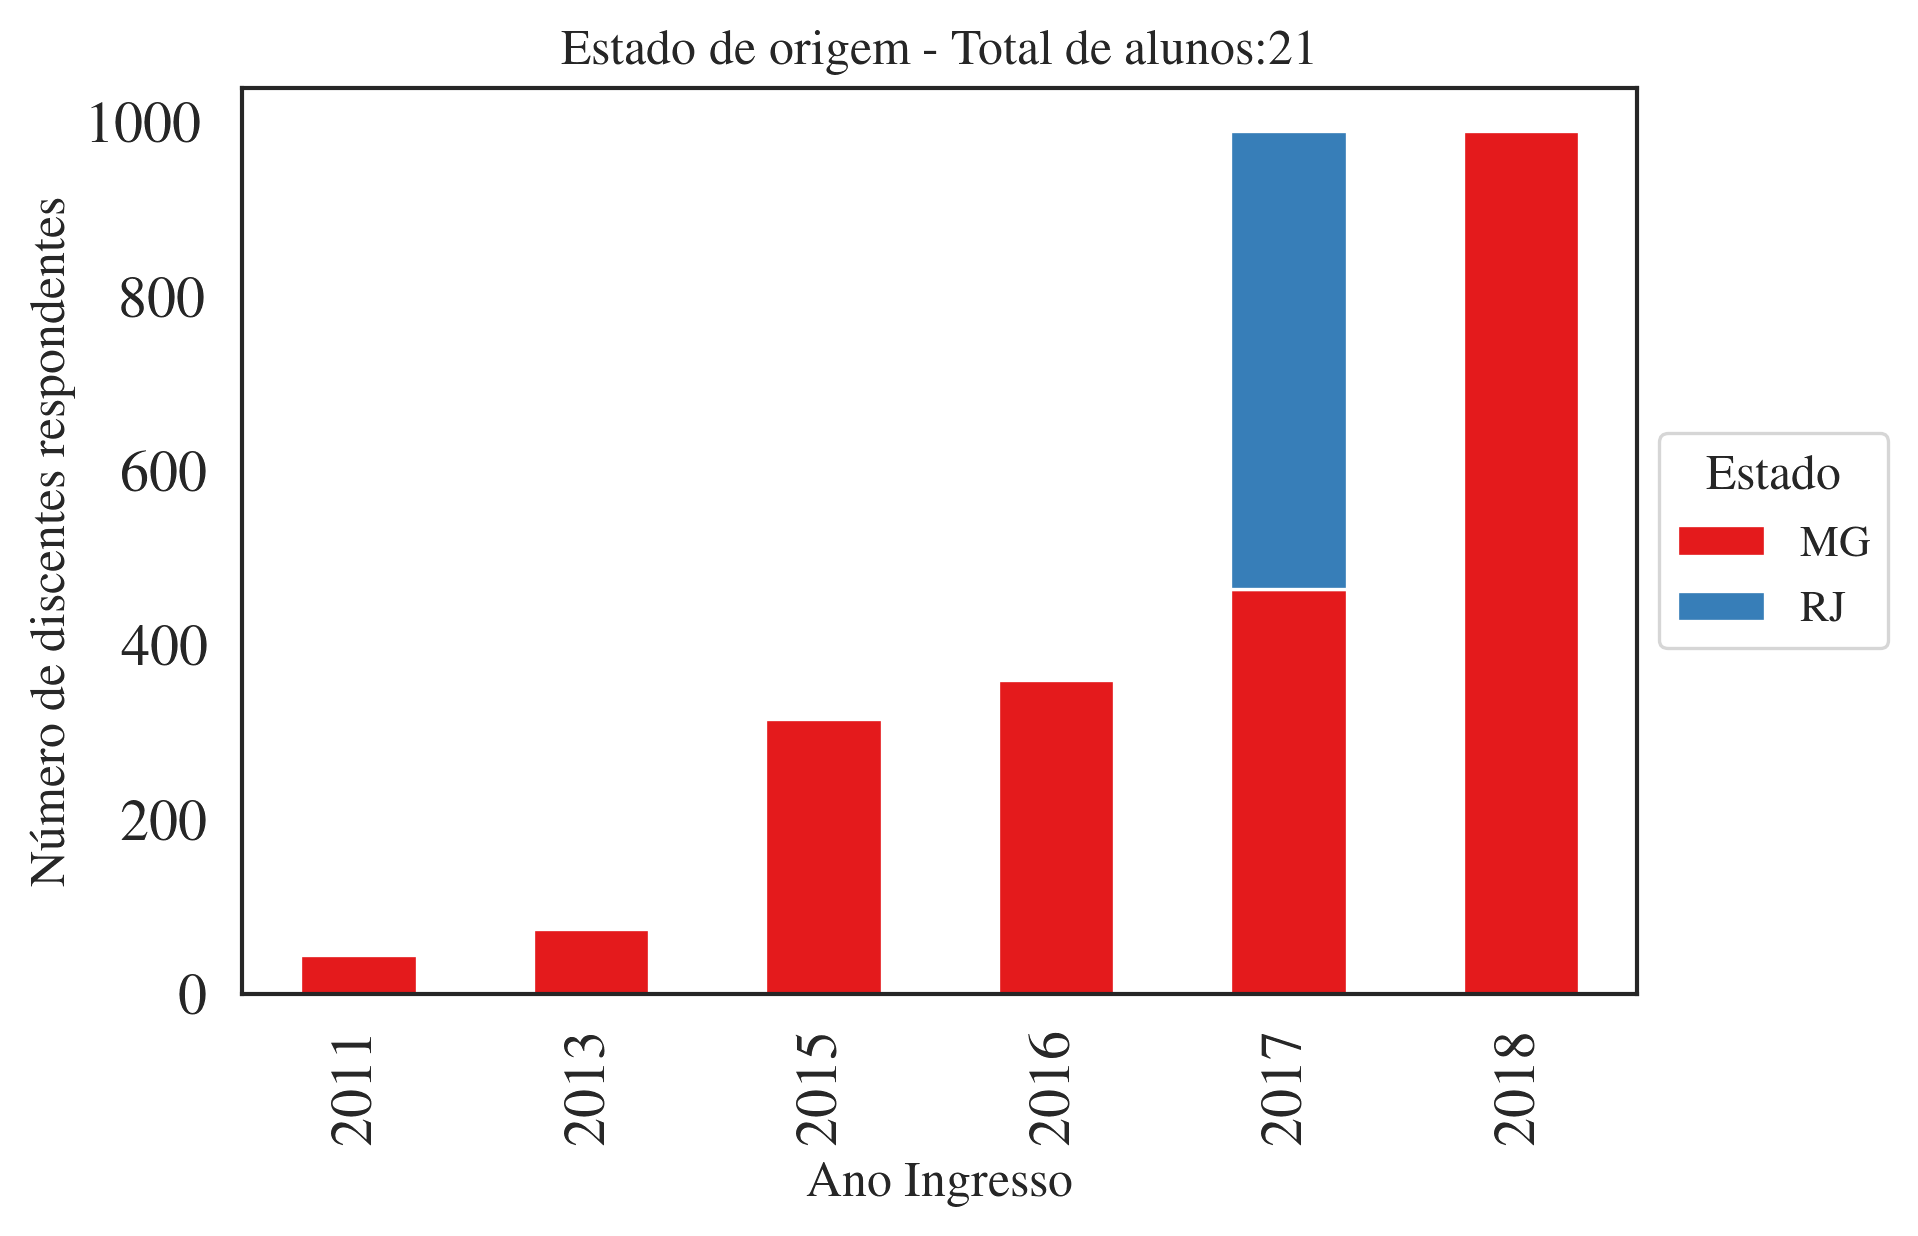 Estado de origem - Total de alunos:21
Número de discentes respondentes
1000
800
600
400
200
0
2011
2013
2015
2016
2017
2018
Ano Ingresso
Estado
MG
RJ